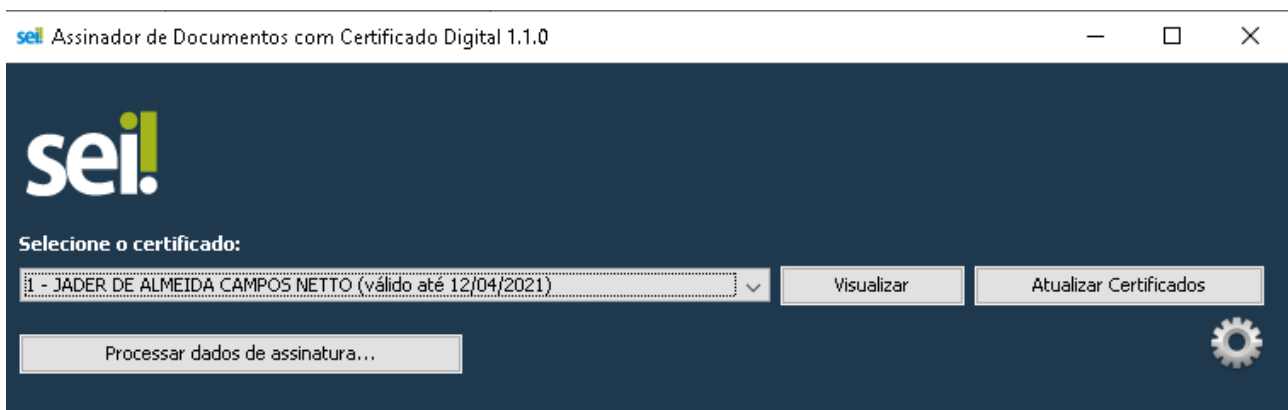 sei! Assinador de Documentos com Certificado Digital 1.1.0
sei!
Selecione o certificado:
1 - JADER DE ALMEIDA CAMPOS NETTO (válido até 12/04/2021)
Visualizar
Atualizar Certificados
Processar dados de assinatura...